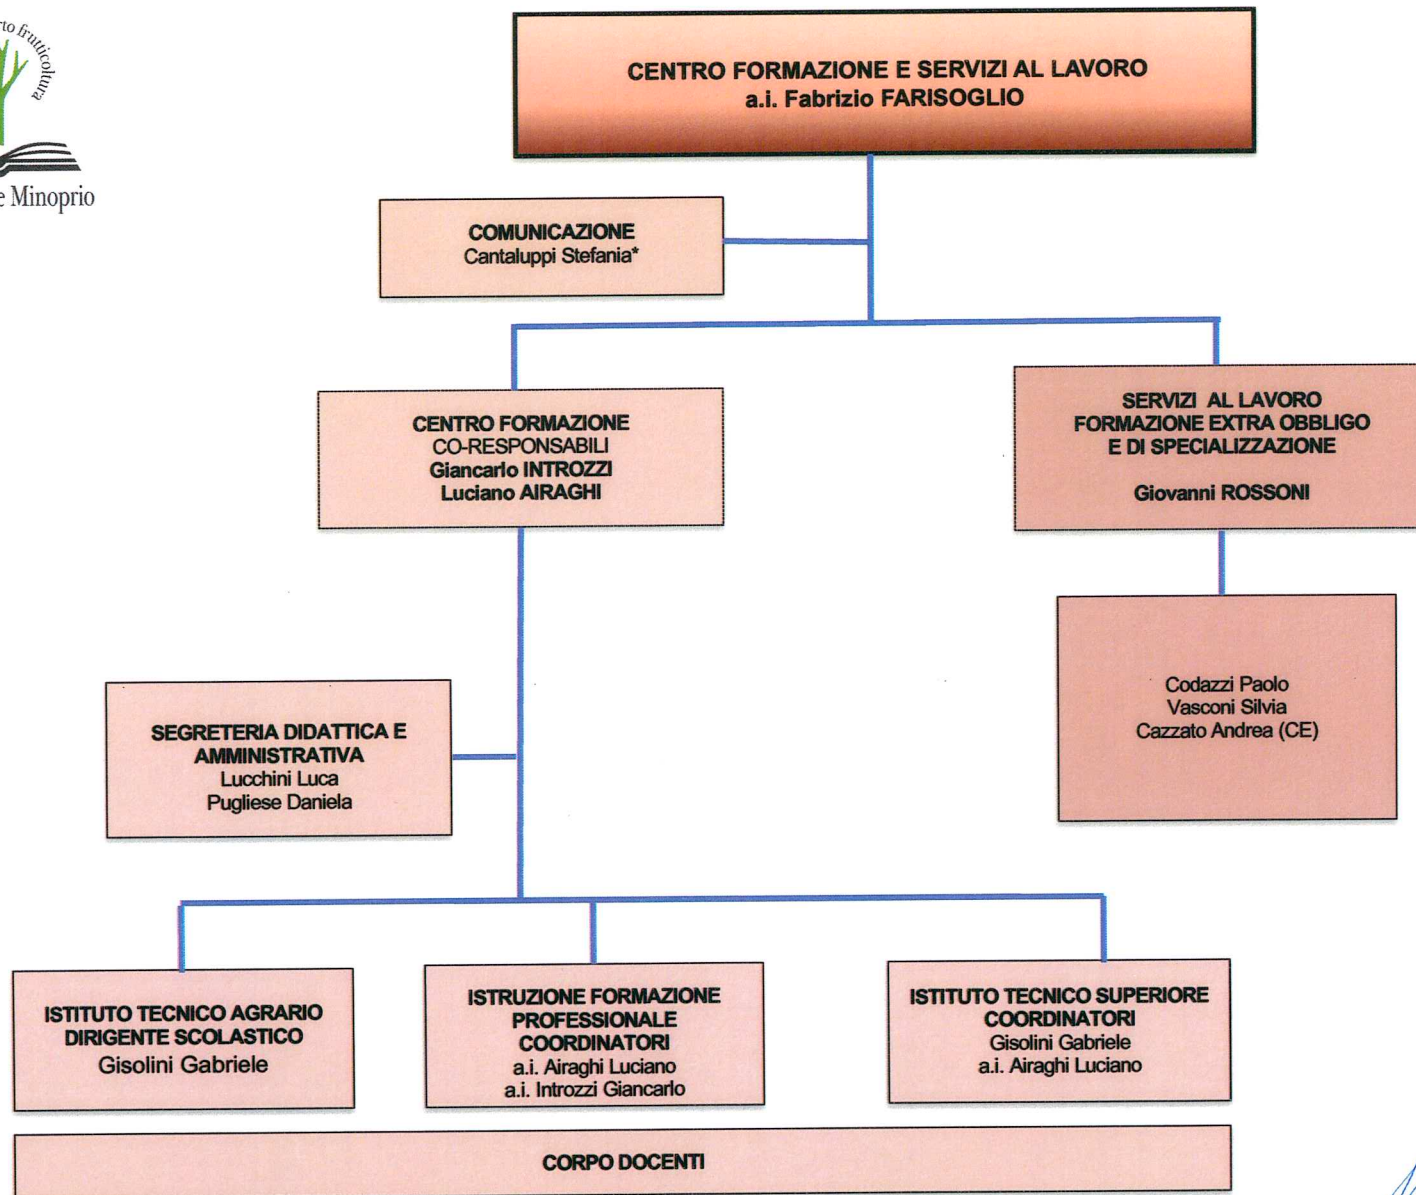 rto frutticoltura
e Minoprio
CENTRO FORMAZIONE E SERVIZI AL LAVORO
a.i. Fabrizio FARISOGLIO
COMUNICAZIONE
Cantaluppi Stefania*
CENTRO FORMAZIONE
CO-RESPONSABILI
Giancarlo INTROZZI
Luciano AIRAGHI
SERVIZI AL LAVORO
FORMAZIONE EXTRA OBBLIGO
E DI SPECIALIZZAZIONE
Giovanni ROSSONI
Codazzi Paolo
Vasconi Silvia
Cazzato Andrea (CE)
SEGRETERIA DIDATTICA E
AMMINISTRATIVA
Lucchini Luca
Pugliese Daniela
ISTITUTO TECNICO AGRARIO
DIRIGENTE SCOLASTICO
Gisolini Gabriele
ISTRUZIONE FORMAZIONE
PROFESSIONALE
COORDINATORI
a.i. Airaghi Luciano
a.i. Introzzi Giancarlo
ISTITUTO TECNICO SUPERIORE
COORDINATORI
Gisolini Gabriele
a.i. Airaghi Luciano
CORPO DOCENTI